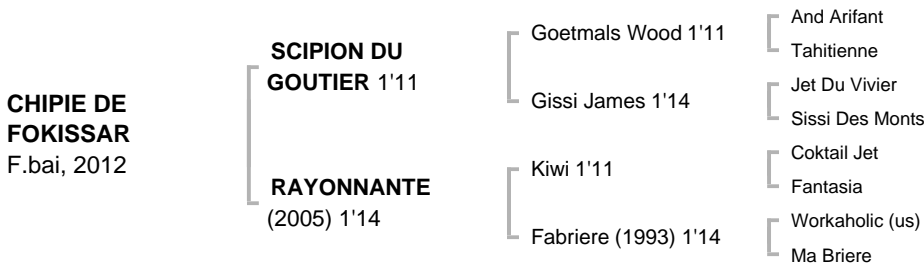 CHIPIE DE
FOKISSAR
F.bai, 2012
SCIPION DU
GOUTIER 1'11
RAYONNANTE
(2005) 1'14
Goetmals Wood 1'11
Gissi James 1'14
Kiwi 1'11
Fabriere (1993) 1'14
And Arifant
Tahitienne
Jet Du Vivier
Sissi Des Monts
Coktail Jet
Fantasia
Workaholic (us)
Ma Briere